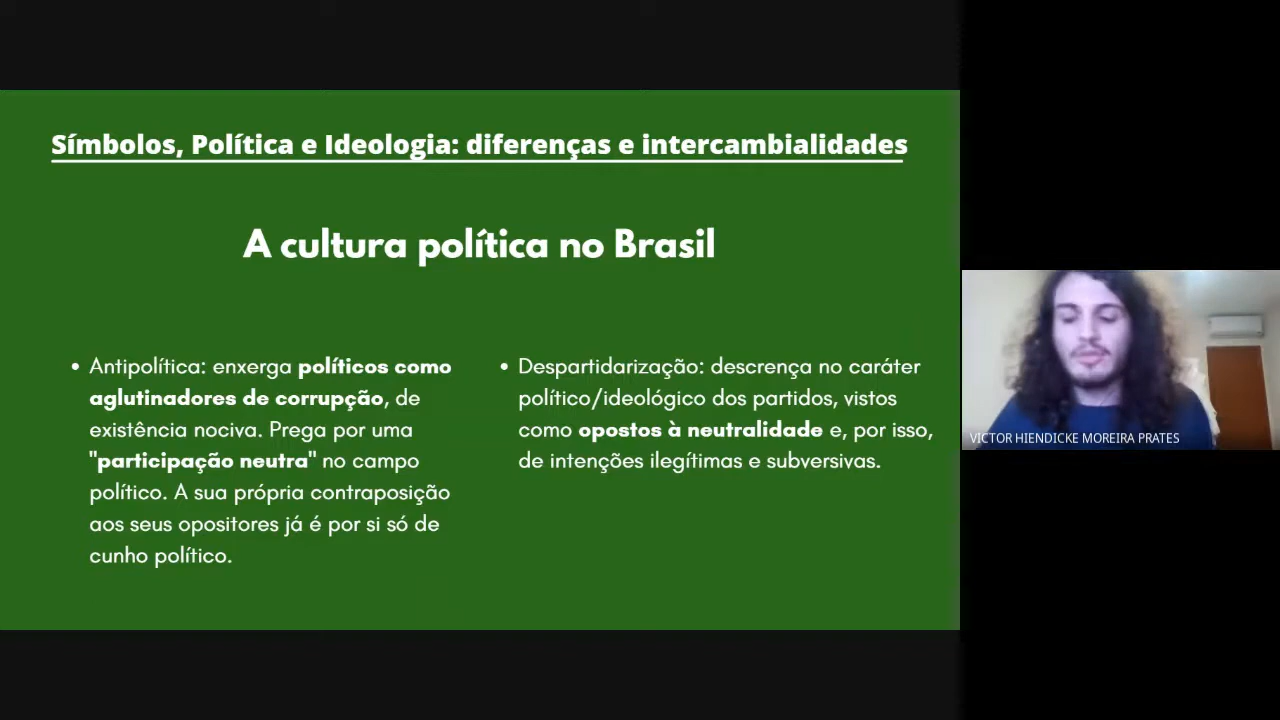 Símbolos, Política e Ideologia: diferenças e intercambialidades
A cultura política no Brasil
• Antipolítica: enxerga políticos como
aglutinadores de corrupção, de
existência nociva. Prega por uma
"participação neutra" no campo
político. A sua própria contraposição
aos seus opositores já é por si só de
cunho político.
• Despartidarização: descrença no caráter
político/ideológico dos partidos, vistos
como opostos à neutralidade e, por isso,
de intenções ilegítimas e subversivas.
VICTOR HIENDICKE MOREIRA PRATES